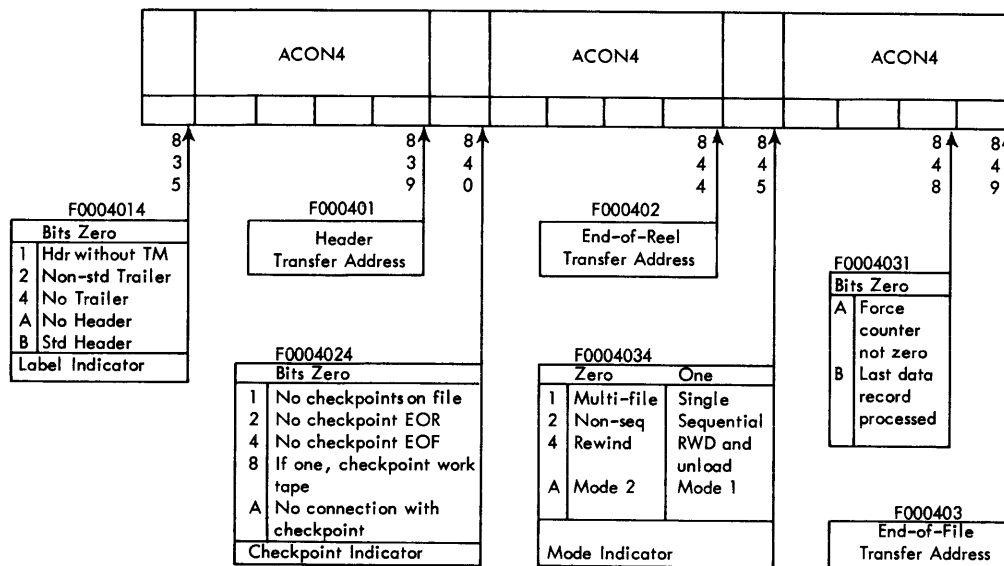 ACON4 ACON4 ACON4
8 8 8 8 8 8 8
3 3 4 4 4 4 4
5 9 0 4 5 8 9
F0004014
Bits Zero
1 Hdr without TM
2 Non-std Trailer
4 No Trailer
A No Header
B Std Header
Label Indicator
F000401
Header
Transfer Address
F000402
End-of-Reel
Transfer Address
F0004031
Bits Zero
A Force
counter
not zero
B Last data
record
processed
F0004024
Bits Zero
1 No checkpoints on file
2 No checkpoint EOR
4 No checkpoint EOF
8 If one, checkpoint work
tape
A No connection with
checkpoint
Checkpoint Indicator
F0004034
Zero One
1 Multi-file Single
2 Non-seq Sequential
4 Rewind RWD and
unload
A Mode 2 Mode 1
Mode Indicator
F000403
End-of-File
Transfer Address